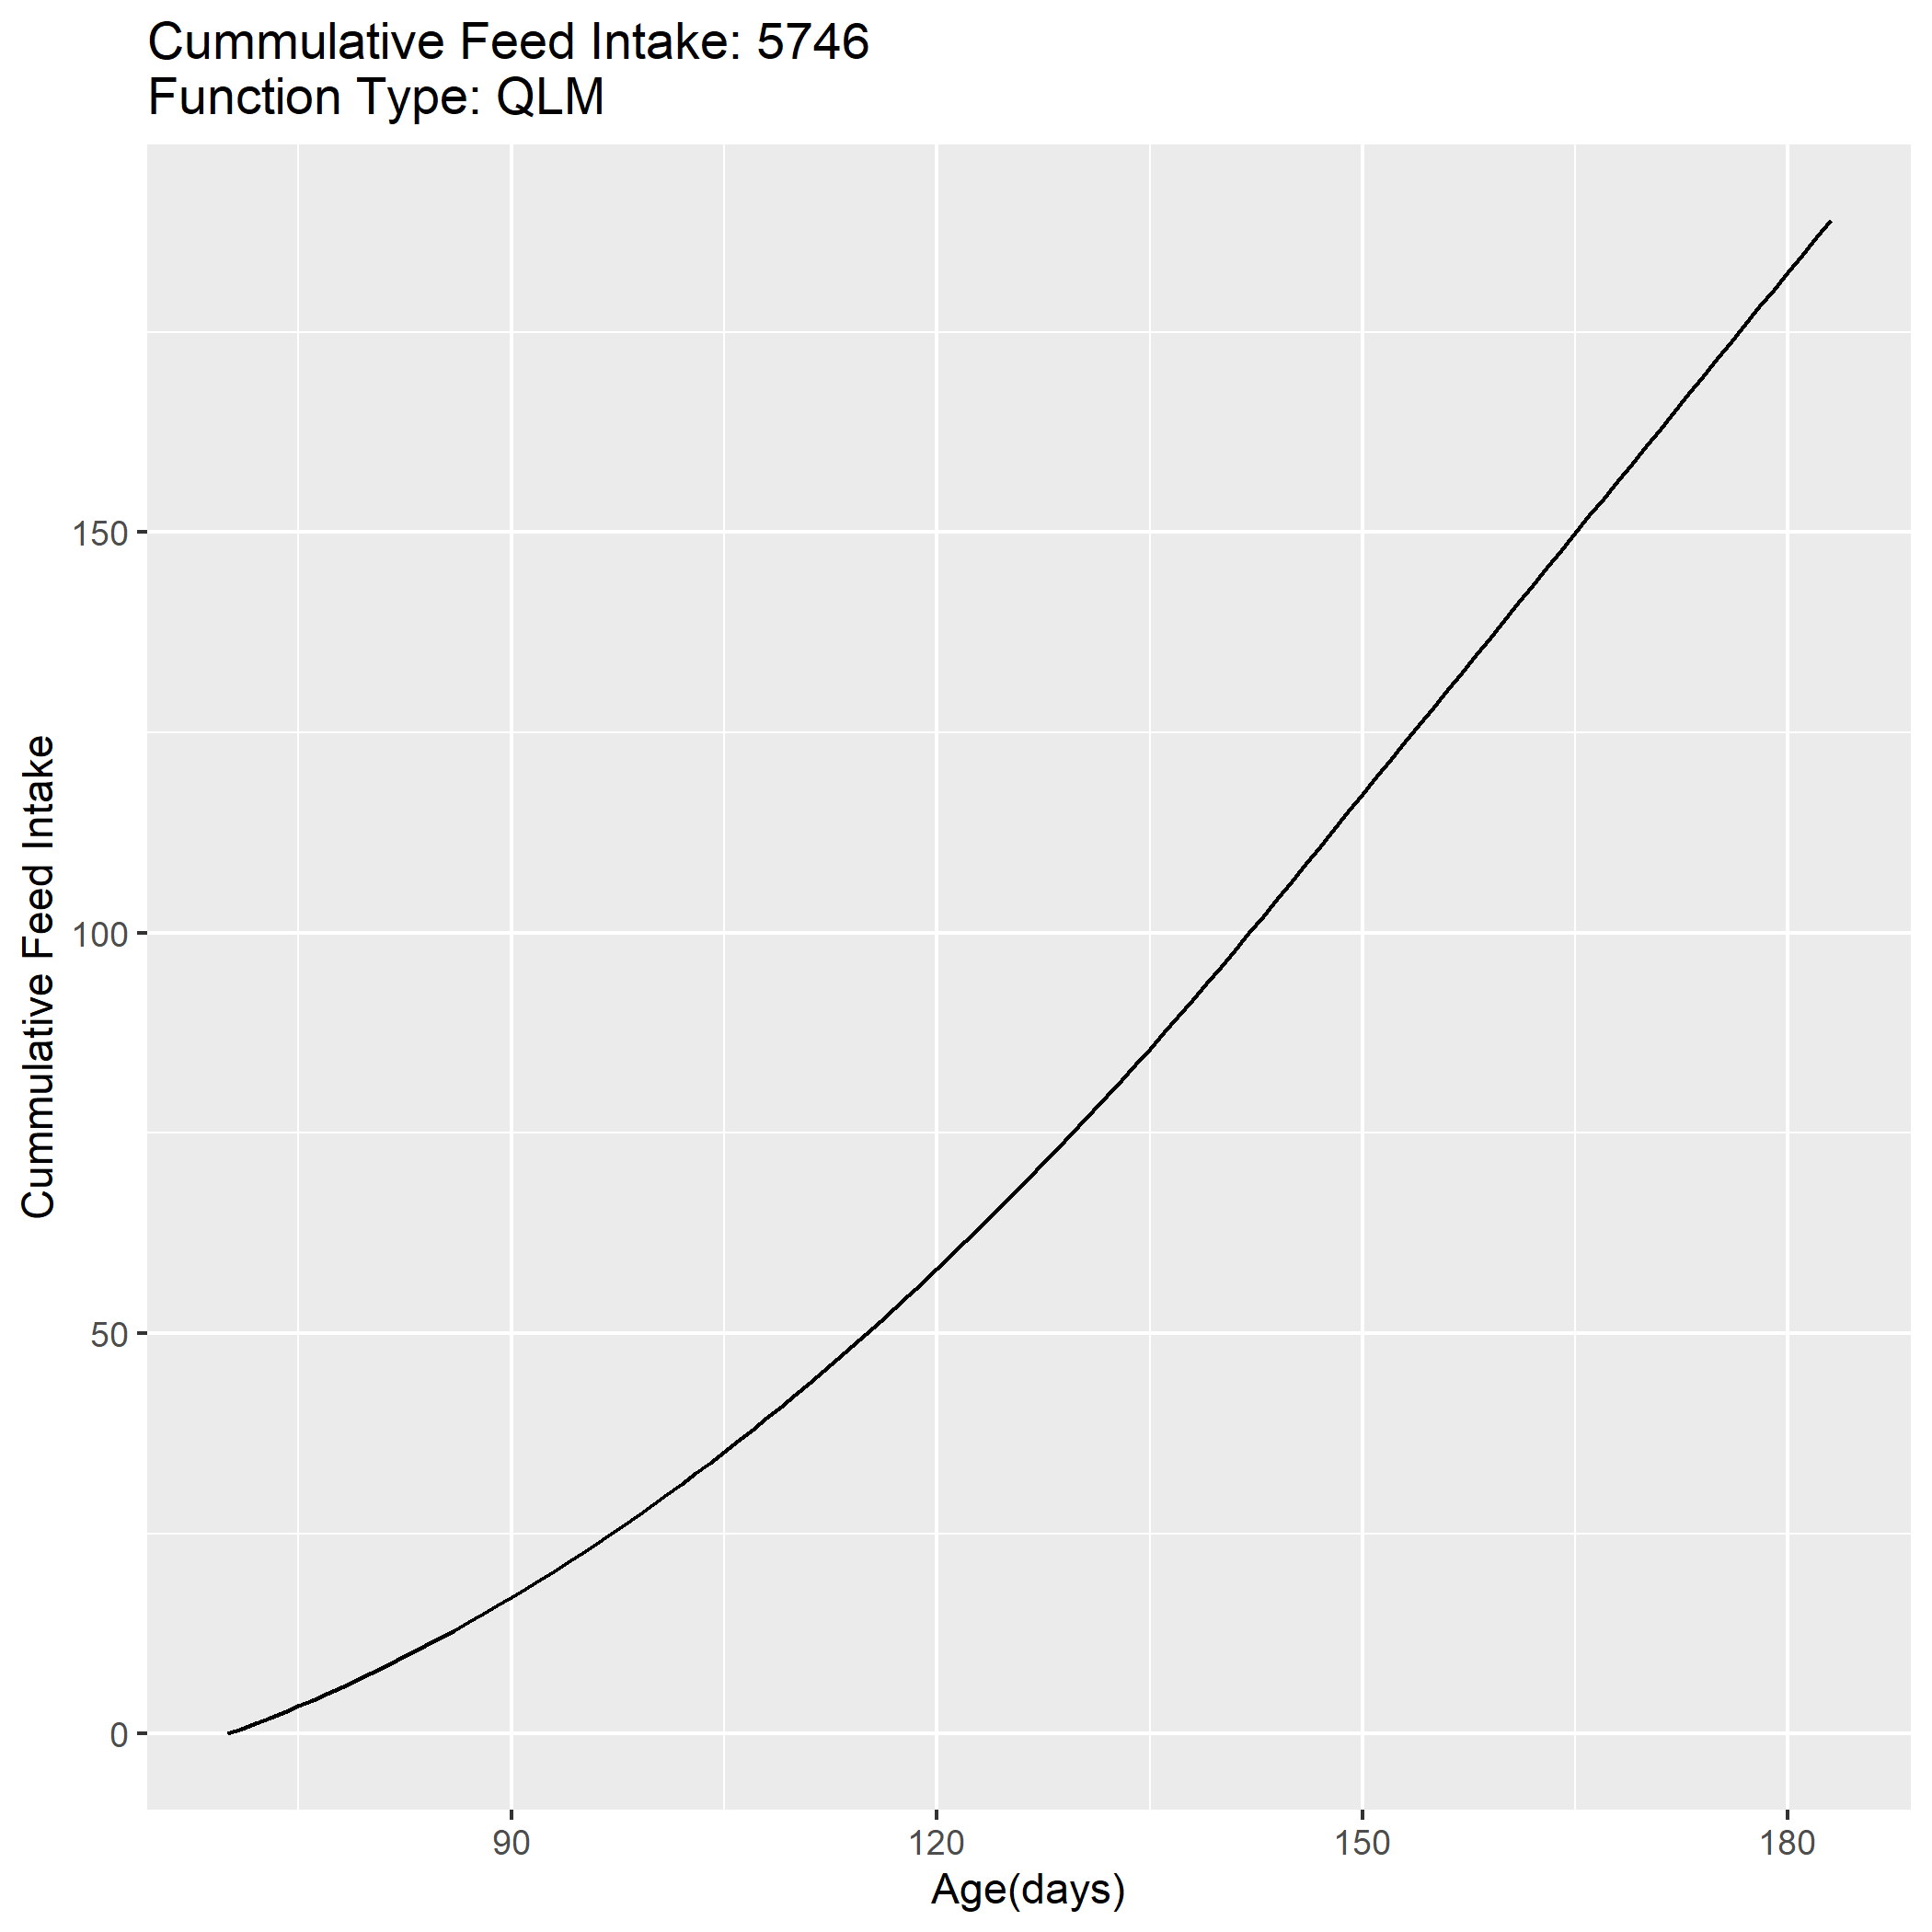 Cummulative Feed Intake: 5746
Function Type: QLM
Cummulative Feed Intake
150
100
50
0
90 120 150 180
Age(days)